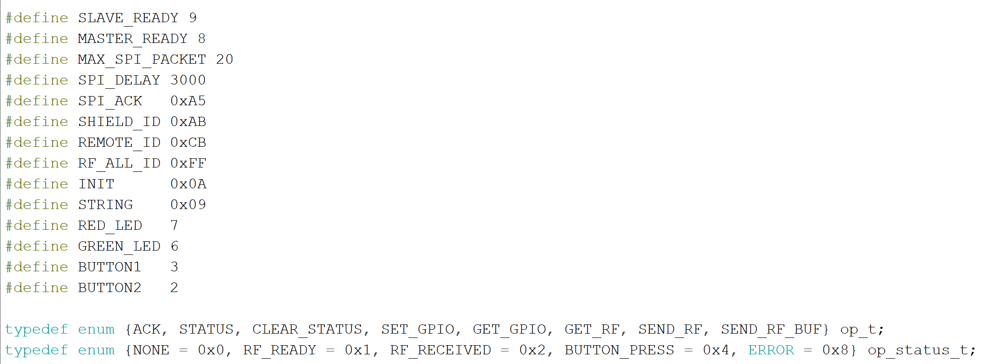 #define SLAVE_READY 9
#define MASTER_READY 8
#define MAX_SPI_PACKET 20
#define SPI_DELAY 3000
#define SPI_ACK   0xA5
#define SHIELD_ID 0xAB
#define REMOTE_ID 0xCB
#define RF_ALL_ID 0xFF
#define INIT      0x0A
#define STRING    0x09
#define RED_LED   7
#define GREEN_LED 6
#define BUTTON1   3
#define BUTTON2   2

typedef enum {ACK, STATUS, CLEAR_STATUS, SET_GPIO, GET_GPIO, GET_RF, SEND_RF, SEND_RF_BUF} op_t;
typedef enum {NONE = 0x0, RF_READY = 0x1, RF_RECEIVED = 0x2, BUTTON_PRESS = 0x4, ERROR = 0x8} op_status_t;